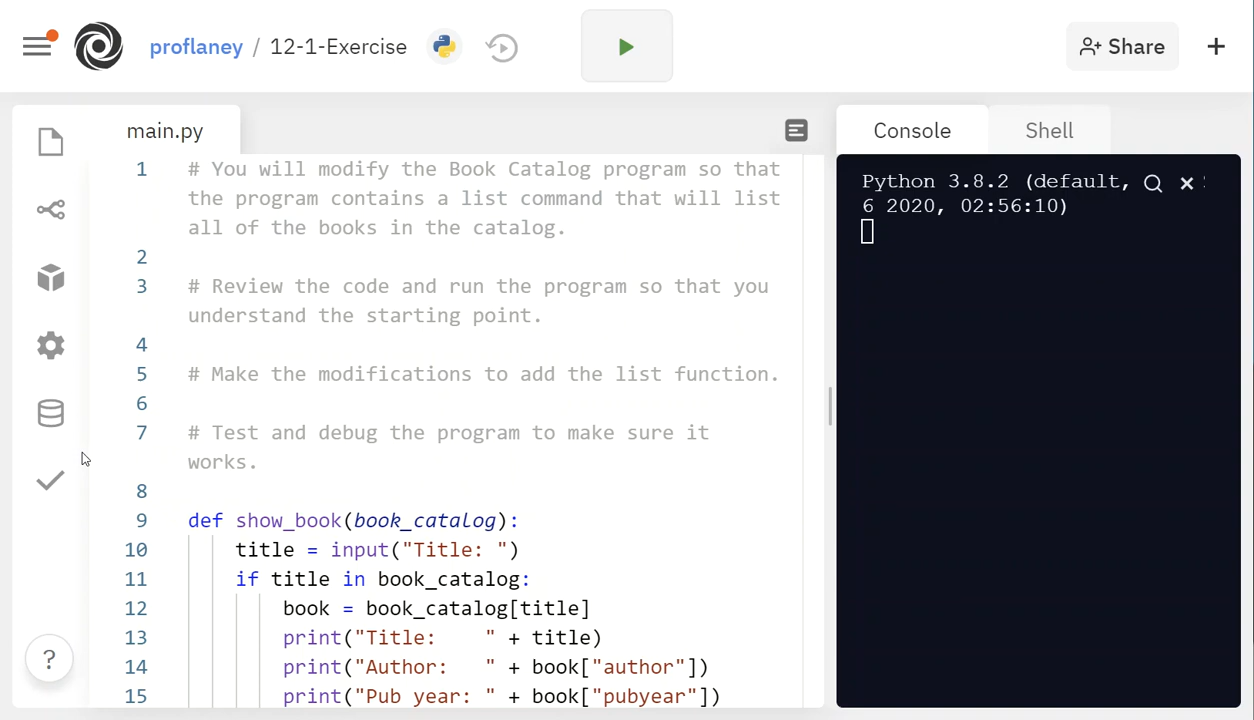 proflaney / 12-1-Exercise
Share
main.py
Console
Shell
1 # You will modify the Book Catalog program so that
the program contains a list command that will list
all of the books in the catalog.
2
3 # Review the code and run the program so that you
understand the starting point.
4
5 # Make the modifications to add the list function.
6
7 # Test and debug the program to make sure it
works.
8
9 def show_book(book_catalog):
10 title = input("Title: ")
11 if title in book_catalog:
12 book = book_catalog[title]
13 print("Title:    " + title)
14 print("Author:   " + book["author"])
15 print("Pub year: " + book["pubyear"])
Python 3.8.2 (default,
6 2020, 02:56:10)
?